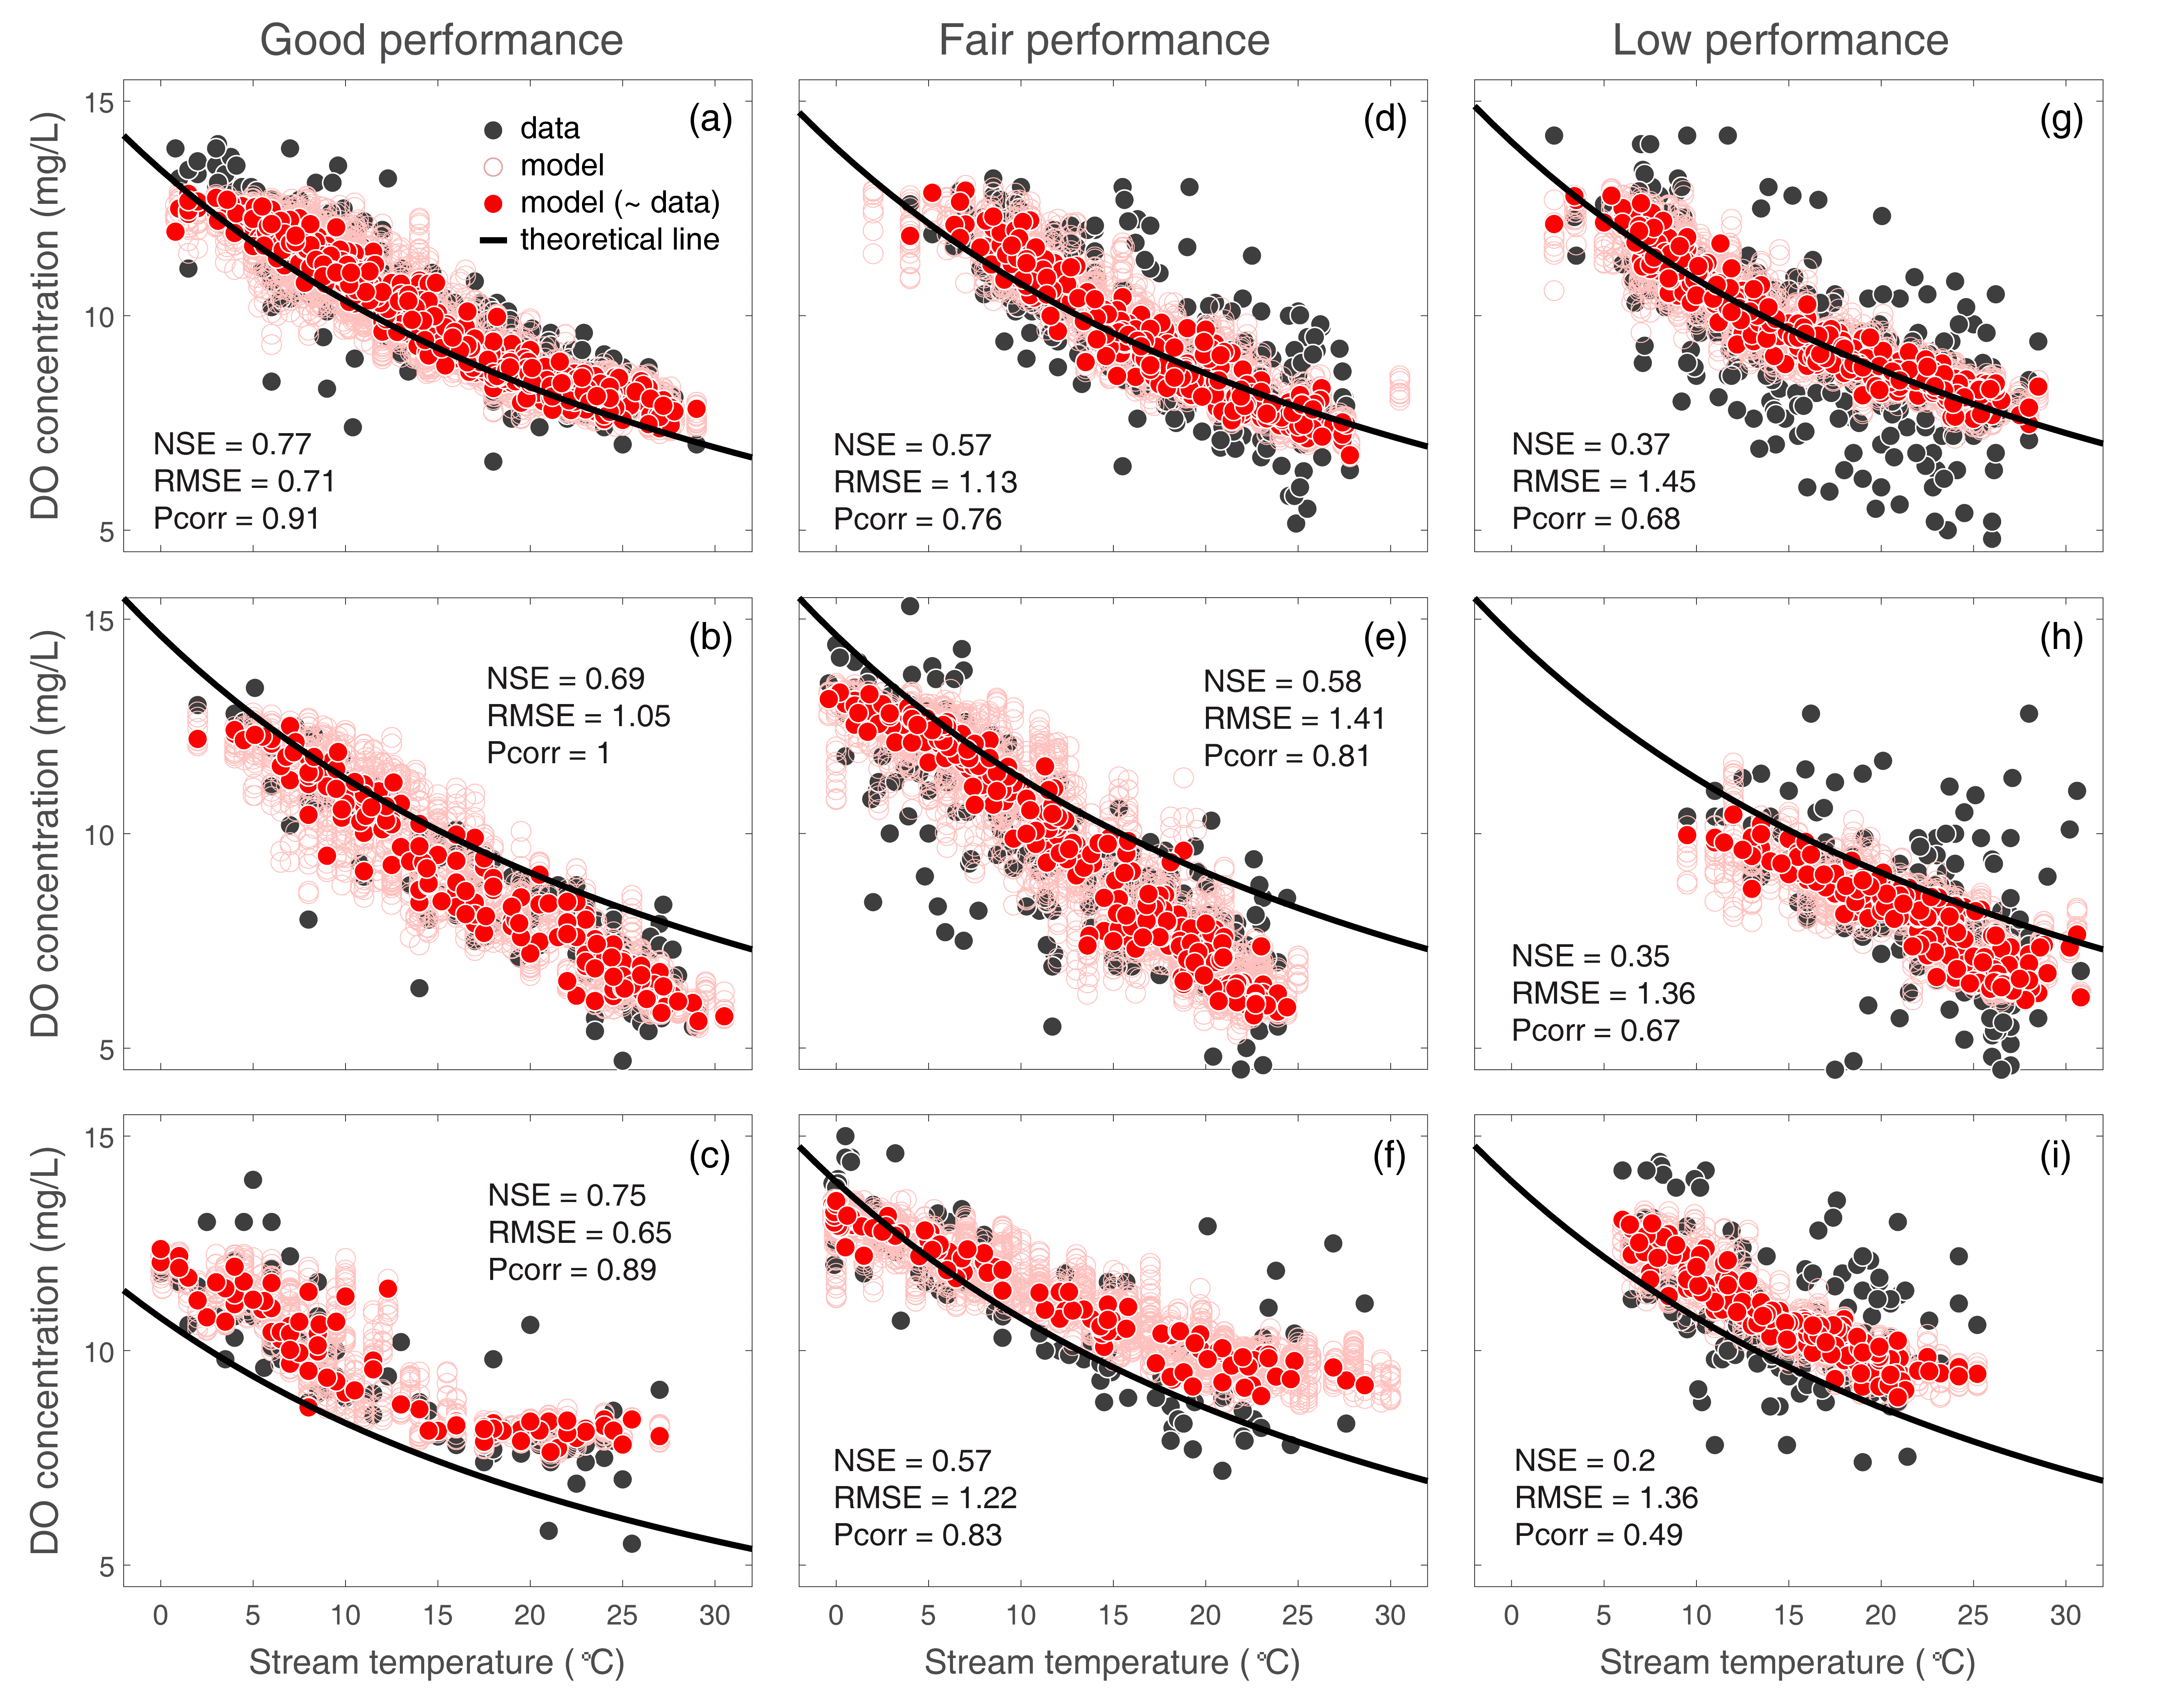 Good performance
Fair performance
Low performance
DO concentration (mg/L)
15
10
5
(a)
data
model
model (~ data)
theoretical line
NSE = 0.77
RMSE = 0.71
Pcorr = 0.91
(d)
NSE = 0.57
RMSE = 1.13
Pcorr = 0.76
(g)
NSE = 0.37
RMSE = 1.45
Pcorr = 0.68
DO concentration (mg/L)
15
10
5
(b)
NSE = 0.69
RMSE = 1.05
Pcorr = 1
(e)
NSE = 0.58
RMSE = 1.41
Pcorr = 0.81
(h)
NSE = 0.35
RMSE = 1.36
Pcorr = 0.67
DO concentration (mg/L)
15
10
5
(c)
NSE = 0.75
RMSE = 0.65
Pcorr = 0.89
(f)
NSE = 0.57
RMSE = 1.22
Pcorr = 0.83
(i)
NSE = 0.2
RMSE = 1.36
Pcorr = 0.49
0 5 10 15 20 25 30
0 5 10 15 20 25 30
0 5 10 15 20 25 30
Stream temperature (°C)
Stream temperature (°C)
Stream temperature (°C)